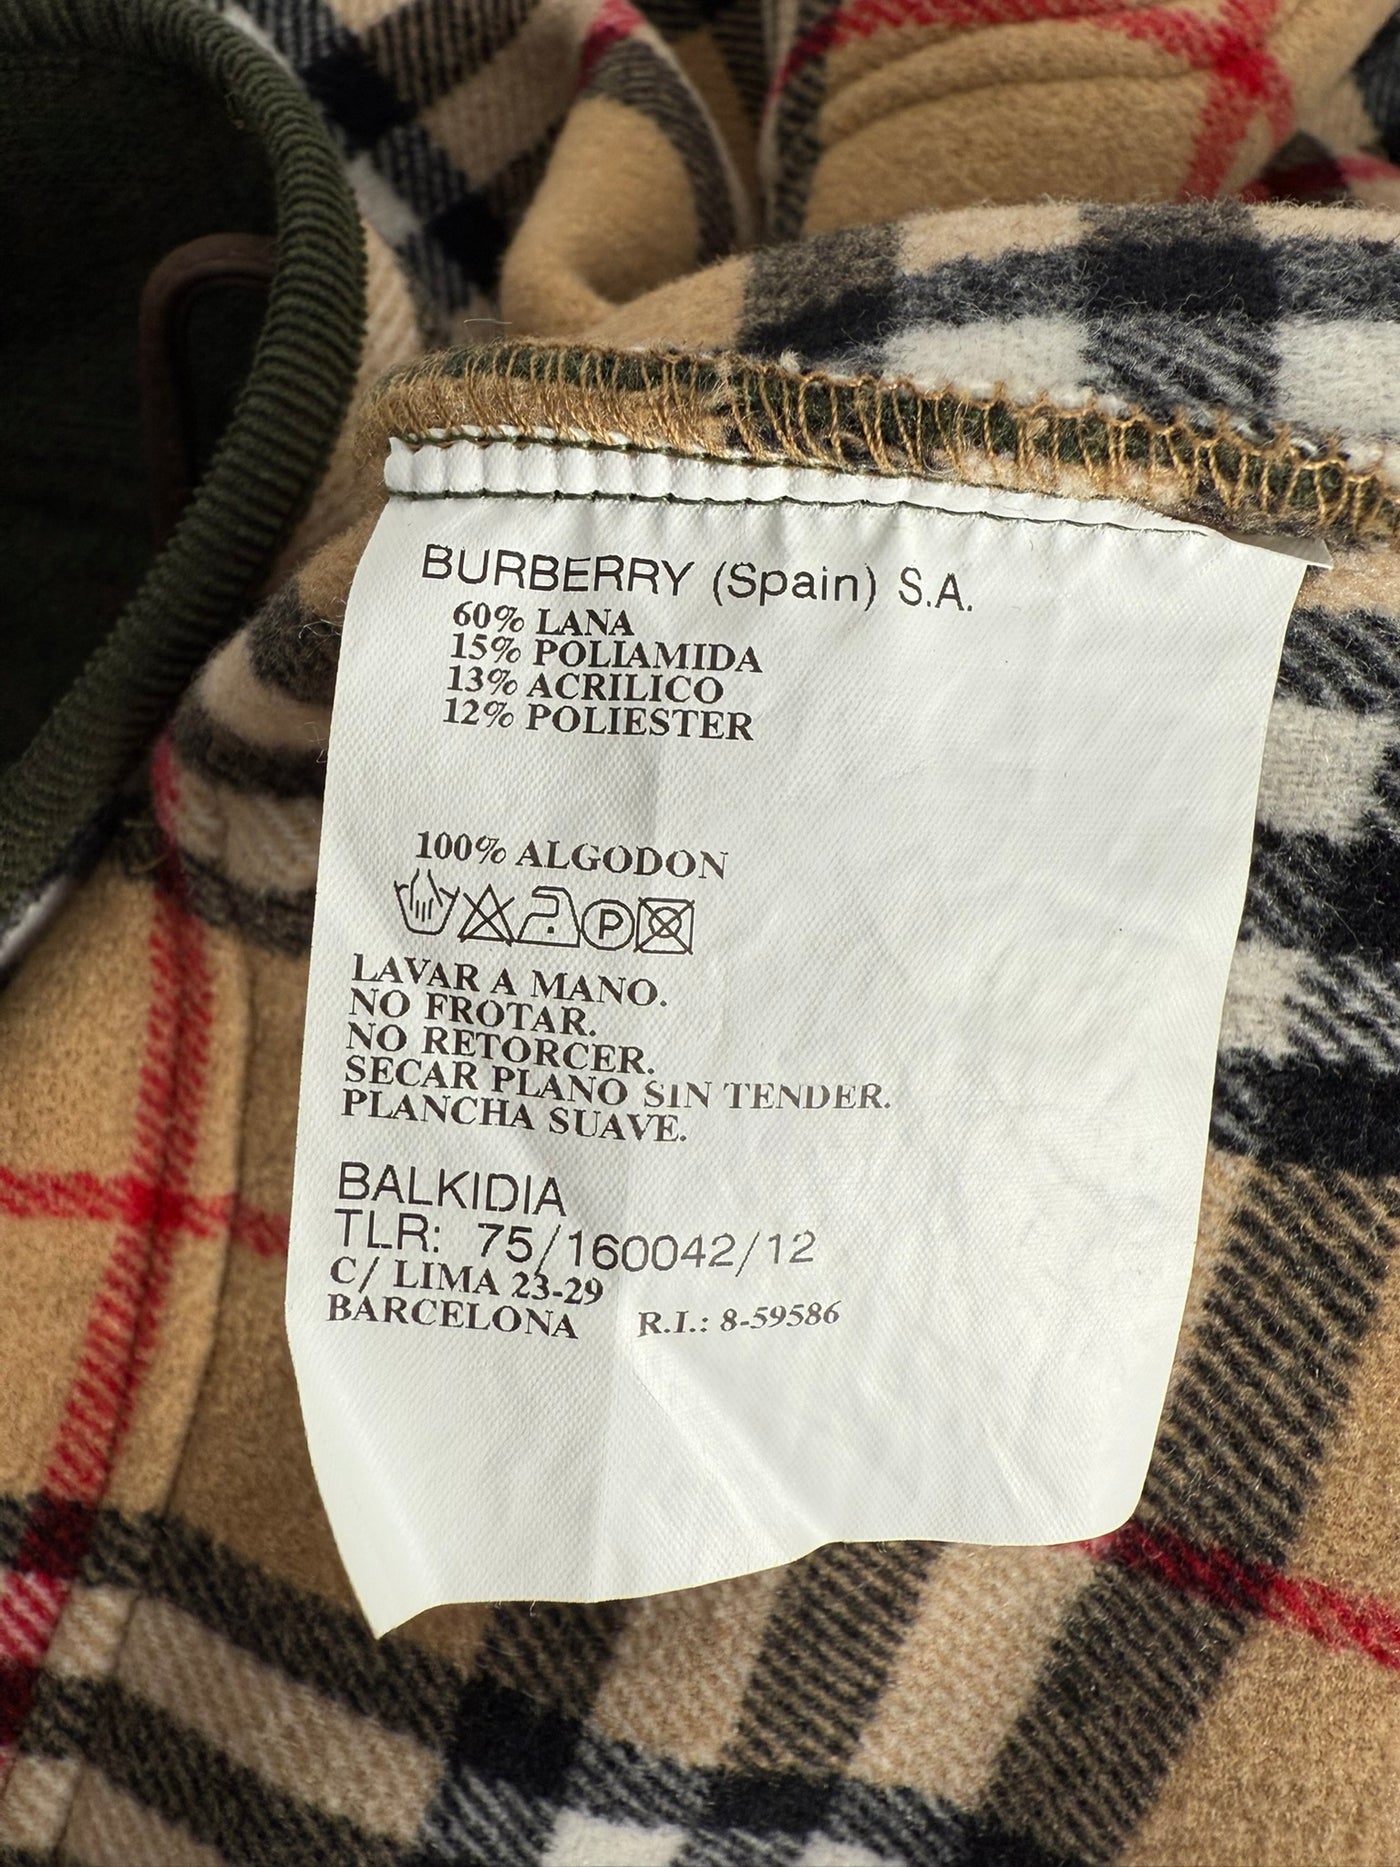 BURBERRY (Spain) S.A.
60% LANA
15% POLIAMIDA
13% ACRILICO
12% POLIESTER
100% ALGODON
P
LAVAR A MANO.
NO FROTAR.
NO RETORCER.
SECAR PLANO SIN TENDER.
PLANCHA SUAVE.
BALKIDIA
TLR: 75/160042/12
C/ LIMA 23-29
BARCELONA R.I.: 8-59586